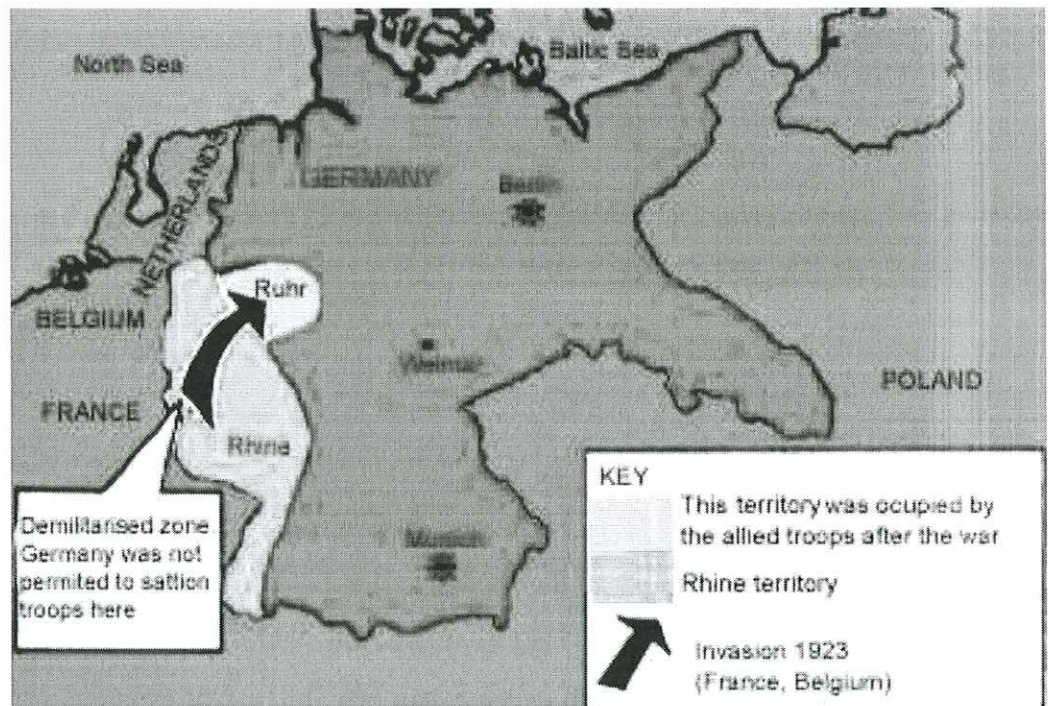 North Sea
Baltic Sea
NETHERLANDS
GERMANY
Berlin
Ruhr
BELGIUM
Weimar
POLAND
FRANCE
Rhine
Munich
Demilitarised zone
Germany was not
permited to sattion
troops here
KEY
This territory was ocupied by
the allied troops after the war
Rhine territory
Invasion 1923
(France, Belgium)